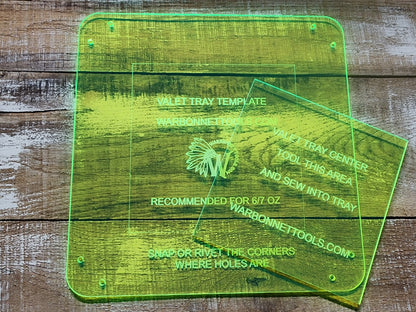 VALET TRAY TEMPLATE
WARBONNETTOOLS
W
RECOMMENDED FOR 6/7 OZ
SNAP OR RIVET THE CORNERS
WHERE HOLES ARE
VALET TRAY CENTER
TOOL THIS AREA
AND SEW INTO TRAY
WARBONNETTOOLS.COM